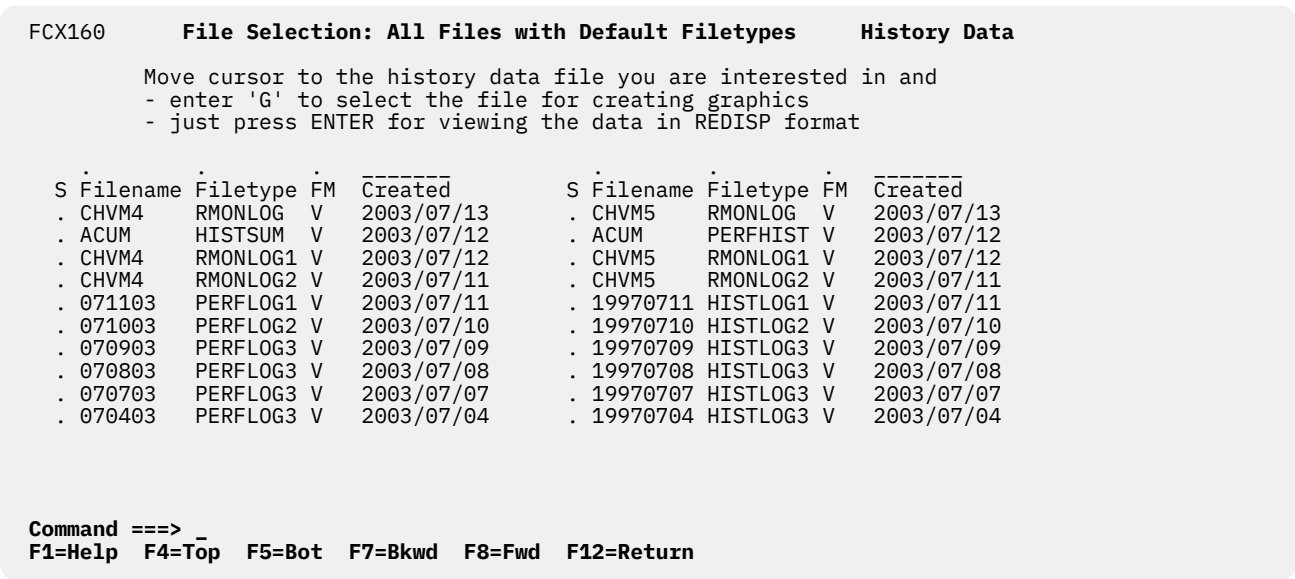 FCX160      File Selection: All Files with Default Filetypes     History Data
         Move cursor to the history data file you are interested in and
         - enter 'G' to select the file for creating graphics
         - just press ENTER for viewing the data in REDISP format
    .        .        .   _______           .        .        .   _______
  S Filename Filetype FM  Created         S Filename Filetype FM  Created
  . CHVM4    RMONLOG  V   2003/07/13      . CHVM5    RMONLOG  V   2003/07/13
  . ACUM     HISTSUM  V   2003/07/12      . ACUM     PERFHIST V   2003/07/12
  . CHVM4    RMONLOG1 V   2003/07/12      . CHVM5    RMONLOG1 V   2003/07/12
  . CHVM4    RMONLOG2 V   2003/07/11      . CHVM5    RMONLOG2 V   2003/07/11
  . 071103   PERFLOG1 V   2003/07/11      . 19970711 HISTLOG1 V   2003/07/11
  . 071003   PERFLOG2 V   2003/07/10      . 19970710 HISTLOG2 V   2003/07/10
  . 070903   PERFLOG3 V   2003/07/09      . 19970709 HISTLOG3 V   2003/07/09
  . 070803   PERFLOG3 V   2003/07/08      . 19970708 HISTLOG3 V   2003/07/08
  . 070703   PERFLOG3 V   2003/07/07      . 19970707 HISTLOG3 V   2003/07/07
  . 070403   PERFLOG3 V   2003/07/04      . 19970704 HISTLOG3 V   2003/07/04
Command ===> _
F1=Help  F4=Top  F5=Bot  F7=Bkwd  F8=Fwd  F12=Return